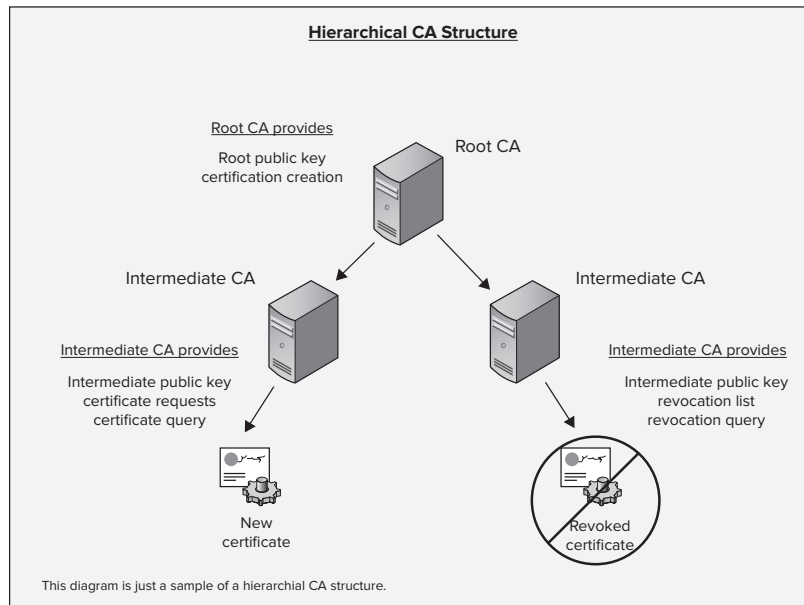 Hierarchical CA Structure
Root CA provides
Root public key
certification creation
Root CA
Intermediate CA
Intermediate CA
Intermediate CA provides
Intermediate public key
certificate requests
certificate query
Intermediate CA provides
Intermediate public key
revocation list
revocation query
New
certificate
Revoked
certificate
This diagram is just a sample of a hierarchial CA structure.